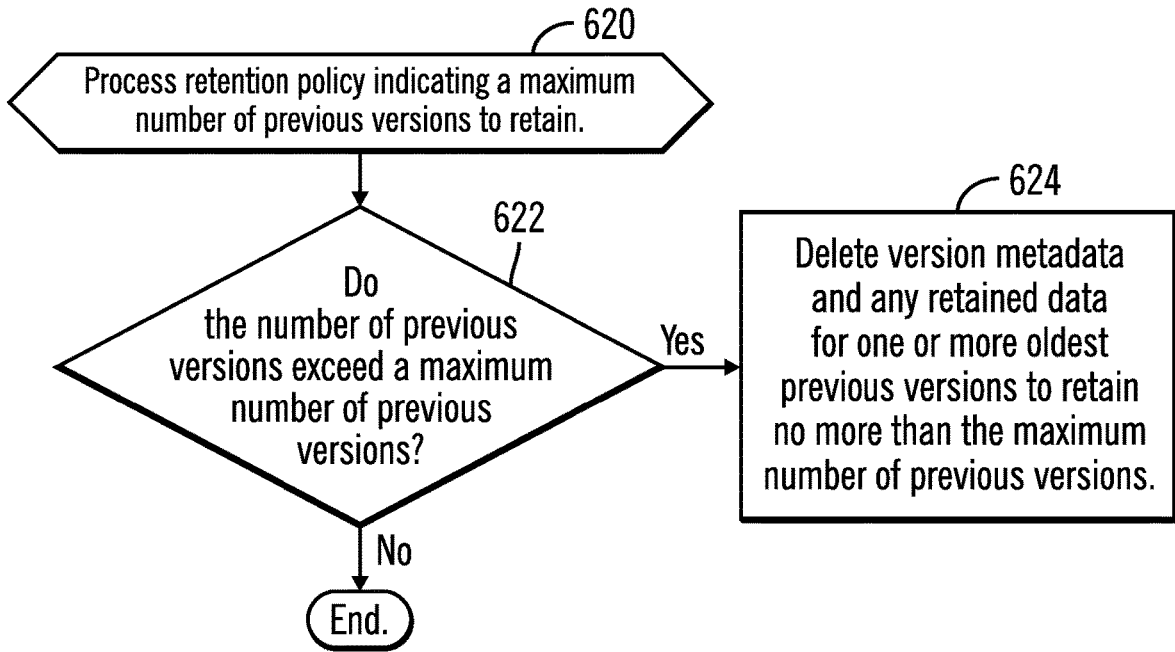 620
Process retention policy indicating a maximum
number of previous versions to retain.
622
Do
the number of previous
versions exceed a maximum
number of previous
versions?
Yes
624
Delete version metadata
and any retained data
for one or more oldest
previous versions to retain
no more than the maximum
number of previous versions.
No
End.